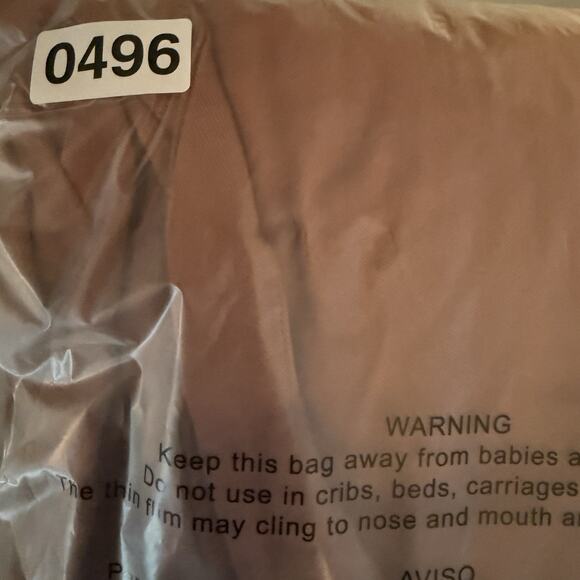 0496
WARNING
Keep this bag away from babies a
Do not use in cribs, beds, carriages
The thin film may cling to nose and mouth a
AVISO